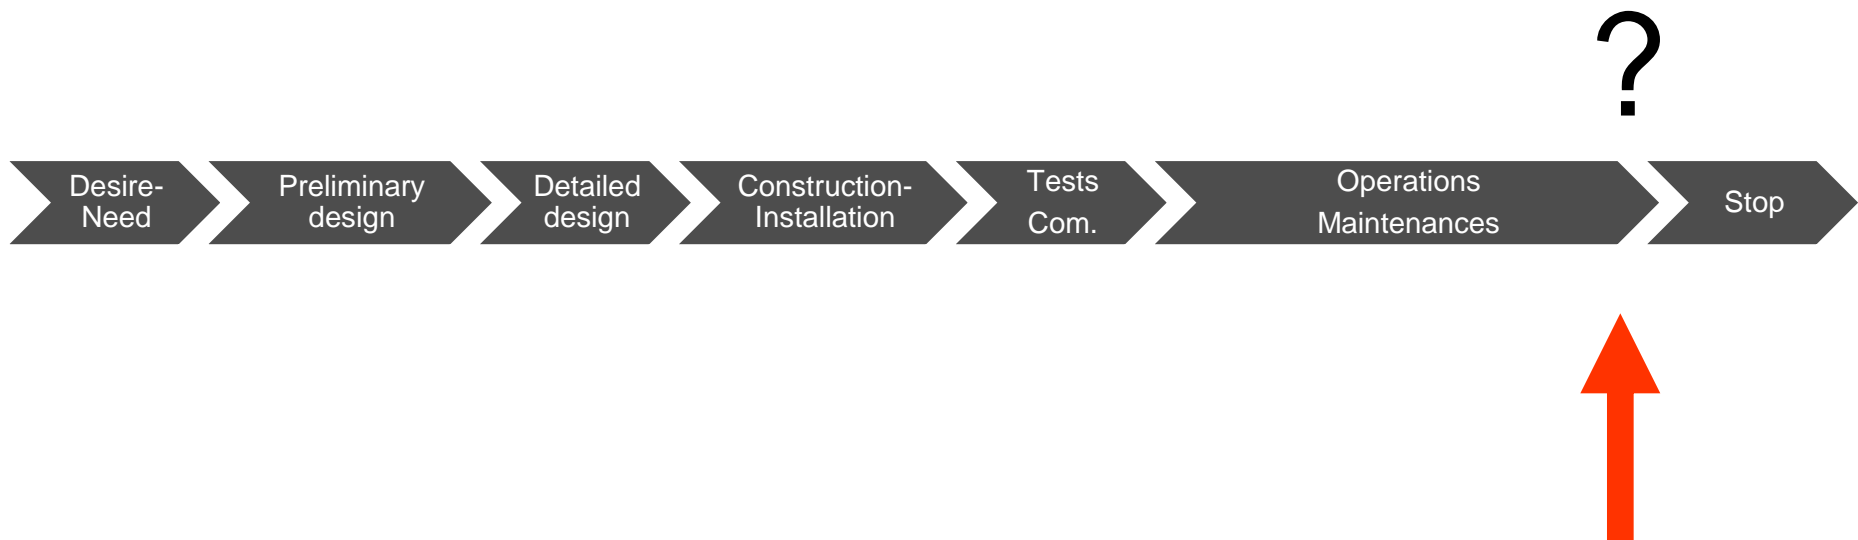 ?
Desire-
Need
Preliminary
design
Detailed
design
Construction-
Installation
Tests
Com.
Operations
Maintenances
Stop